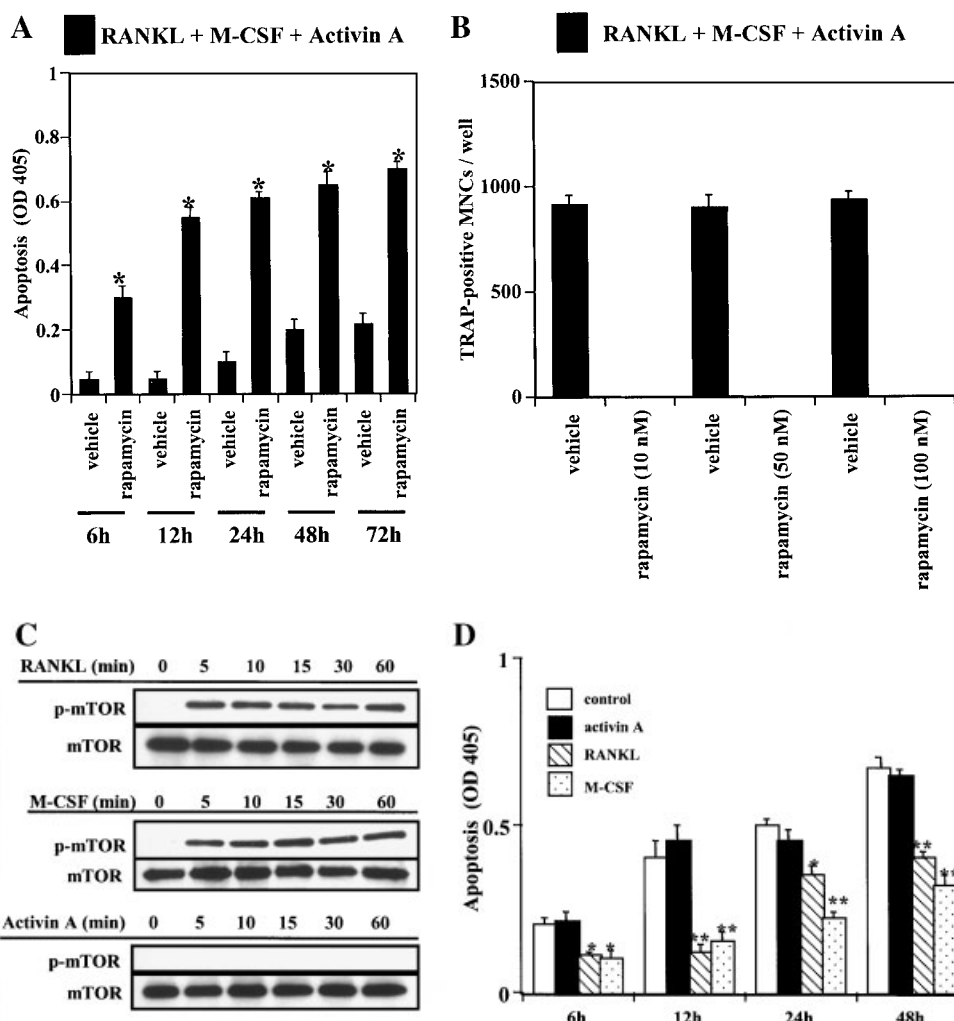 A
RANKL + M-CSF + Activin A
Apoptosis (OD 405)
1
0.8
0.6
0.4
0.2
0
*
*
*
*
*
vehicle
rapamycin
vehicle
rapamycin
vehicle
rapamycin
vehicle
rapamycin
vehicle
rapamycin
6h 12h 24h 48h 72h
B
RANKL + M-CSF + Activin A
TRAP-positive MNCs / well
1500
1000
500
0
vehicle
rapamycin (10 nM)
vehicle
rapamycin (50 nM)
vehicle
rapamycin (100 nM)
C
RANKL (min) 0 5 10 15 30 60
p-mTOR
mTOR
M-CSF (min) 0 5 10 15 30 60
p-mTOR
mTOR
Activin A (min) 0 5 10 15 30 60
p-mTOR
mTOR
D
Apoptosis (OD 405)
1
0.5
0
control
activin A
RANKL
M-CSF
* *
** **
* **
** **
6h 12h 24h 48h